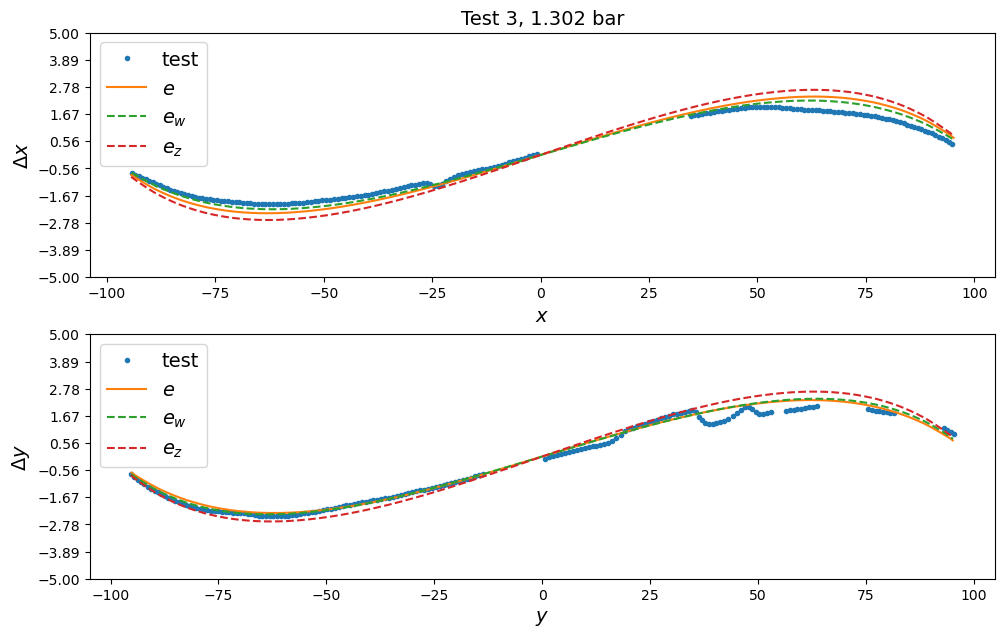 Test 3, 1.302 bar
5.00
3.89
2.78
1.67
0.56
−0.56
−1.67
−2.78
−3.89
−5.00
Δx
test
e
e_w
e_z
−100 −75 −50 −25 0 25 50 75 100
x
5.00
3.89
2.78
1.67
0.56
−0.56
−1.67
−2.78
−3.89
−5.00
Δy
test
e
e_w
e_z
−100 −75 −50 −25 0 25 50 75 100
y